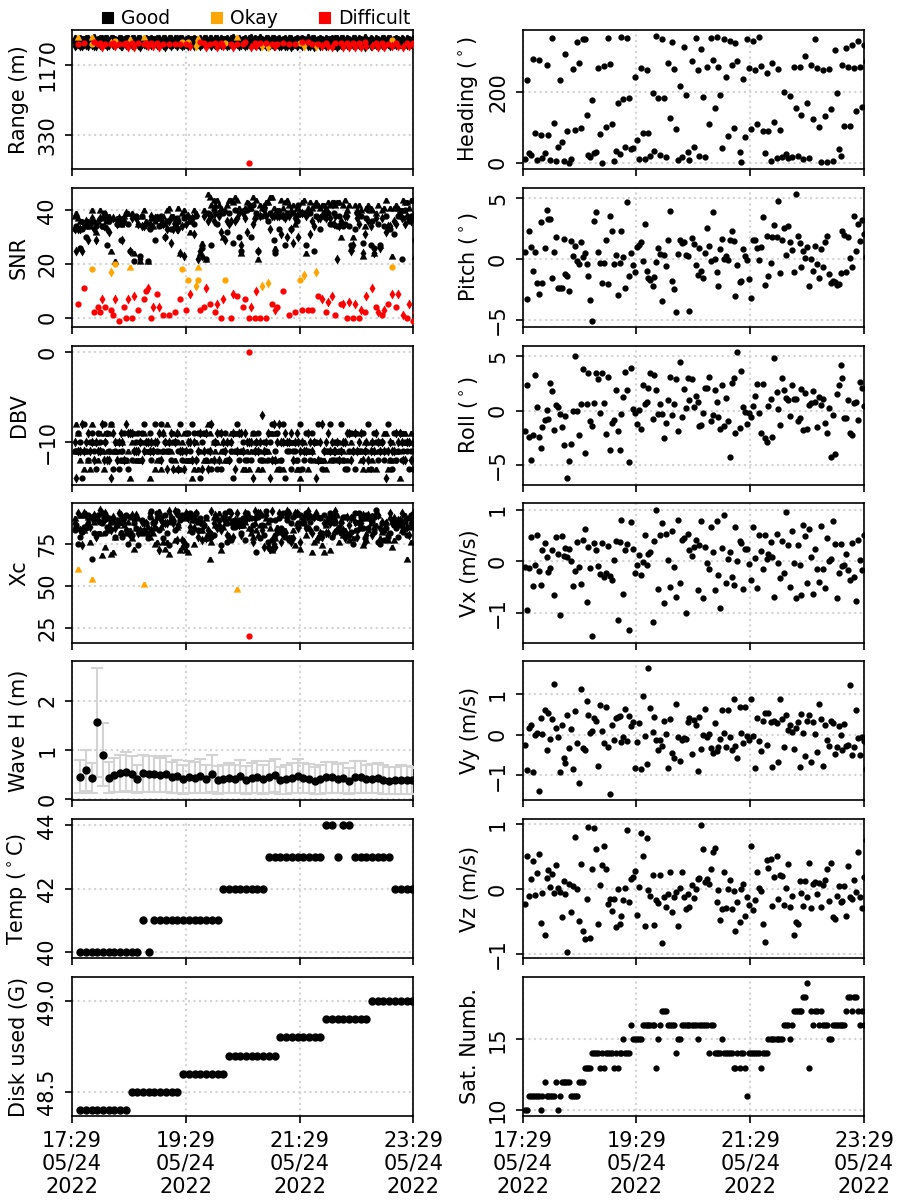 Good Okay Difficult
Range (m)
1170
330
Heading (°)
200
0
SNR
40
20
0
Pitch (°)
5
0
−5
DBV
0
−10
Roll (°)
5
0
−5
Xc
75
50
25
Vx (m/s)
1
0
−1
Wave H (m)
2
1
0
Vy (m/s)
1
0
−1
Temp (°C)
44
42
40
Vz (m/s)
1
0
−1
Disk used (G)
49.0
48.5
Sat. Numb.
15
10
17:29 19:29 21:29 23:29
05/24 05/24 05/24 05/24
2022 2022 2022 2022
17:29 19:29 21:29 23:29
05/24 05/24 05/24 05/24
2022 2022 2022 2022